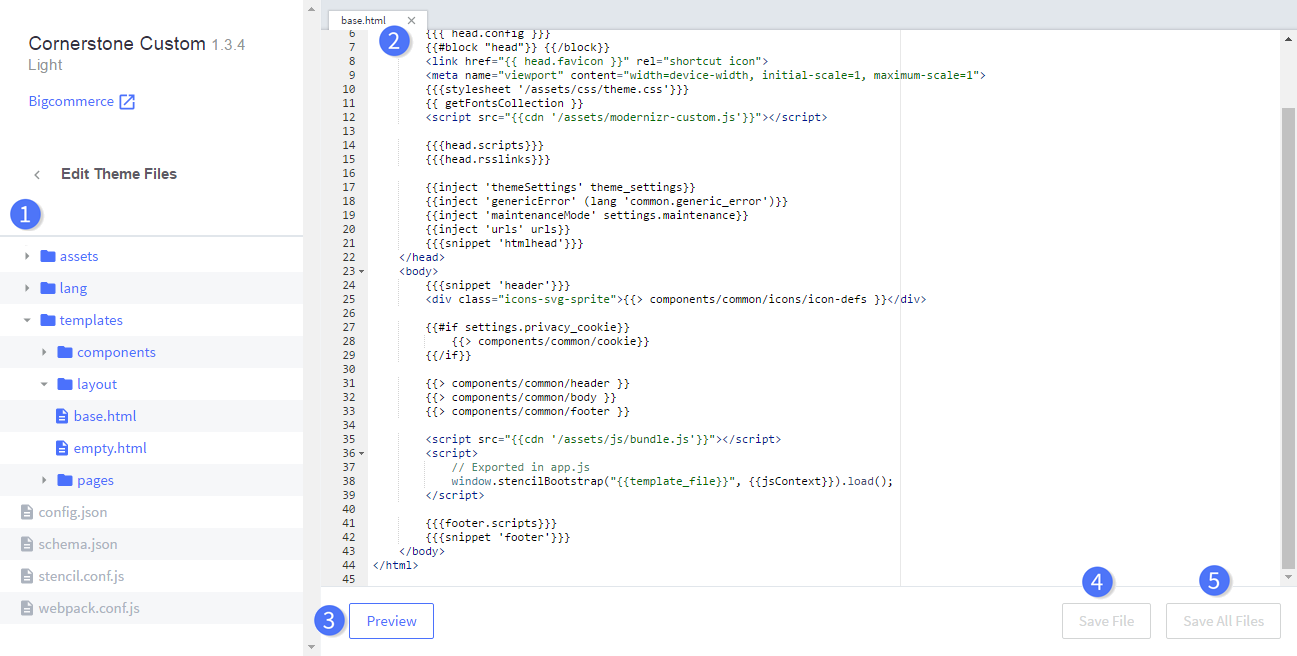 Cornerstone Custom 1.3.4
Light
Bigcommerce
Edit Theme Files
1
assets
lang
templates
components
layout
base.html
empty.html
pages
config.json
schema.json
stencil.conf.js
webpack.conf.js
base.html
2
6 {{{ head.config }}}
7 {{#block "head"}} {{/block}}
8 <link href="{{ head.favicon }}" rel="shortcut icon">
9 <meta name="viewport" content="width=device-width, initial-scale=1, maximum-scale=1">
10 {{{stylesheet '/assets/css/theme.css'}}}
11 {{ getFontsCollection }}
12 <script src="{{cdn '/assets/modernizr-custom.js'}}"></script>
13
14 {{{head.scripts}}}
15 {{{head.rsslinks}}}
16
17 {{inject 'themeSettings' theme_settings}}
18 {{inject 'genericError' (lang 'common.generic_error')}}
19 {{inject 'maintenanceMode' settings.maintenance}}
20 {{inject 'urls' urls}}
21 {{{snippet 'htmlhead'}}}
22 </head>
23 <body>
24 {{{snippet 'header'}}}
25 <div class="icons-svg-sprite">{{> components/common/icons/icon-defs }}</div>
26
27 {{#if settings.privacy_cookie}}
28 {{> components/common/cookie}}
29 {{/if}}
30
31 {{> components/common/header }}
32 {{> components/common/body }}
33 {{> components/common/footer }}
34
35 <script src="{{cdn '/assets/js/bundle.js'}}"></script>
36 <script>
37 // Exported in app.js
38 window.stencilBootstrap("{{template_file}}", {{jsContext}}).load();
39 </script>
40
41 {{{footer.scripts}}}
42 {{{snippet 'footer'}}}
43 </body>
44 </html>
45
3 Preview
4
Save File
5
Save All Files